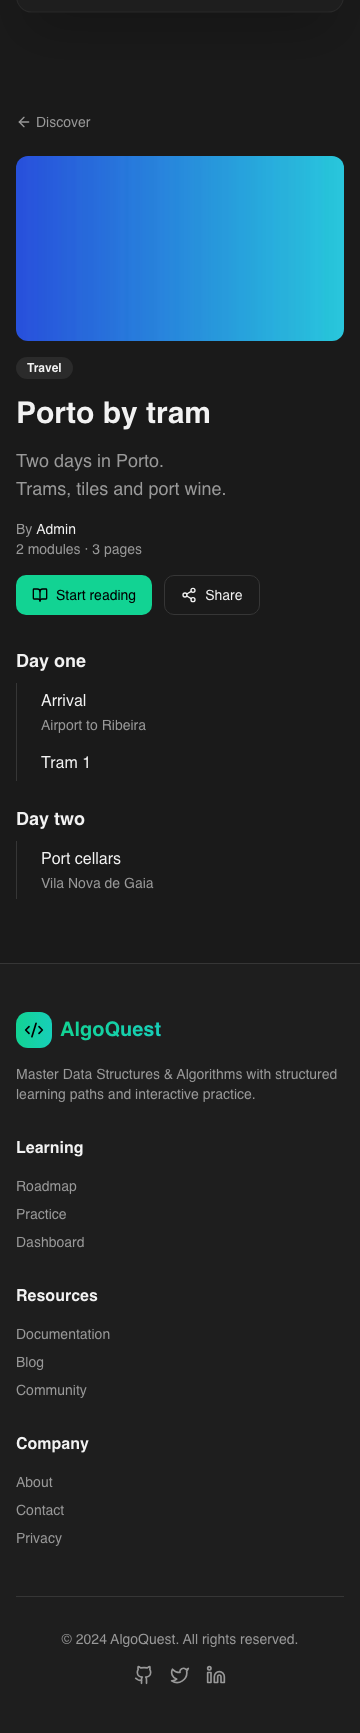 Discover
Travel
Porto by tram
Two days in Porto.
Trams, tiles and port wine.
By Admin
2 modules · 3 pages
Start reading
Share
Day one
Arrival
Airport to Ribeira
Tram 1
Day two
Port cellars
Vila Nova de Gaia
AlgoQuest
Master Data Structures & Algorithms with structured
learning paths and interactive practice.
Learning
Roadmap
Practice
Dashboard
Resources
Documentation
Blog
Community
Company
About
Contact
Privacy
© 2024 AlgoQuest. All rights reserved.